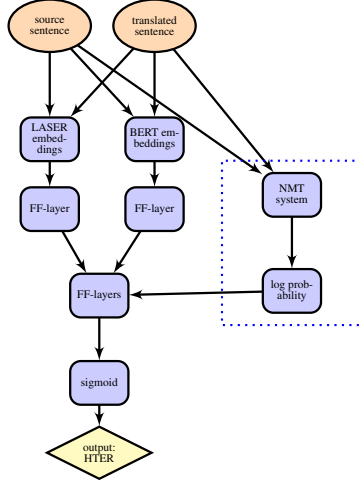 source
sentence
translated
sentence
LASER
embed-
dings
BERT em-
beddings
NMT
system
FF-layer
FF-layer
FF-layers
log prob-
ability
sigmoid
output:
HTER